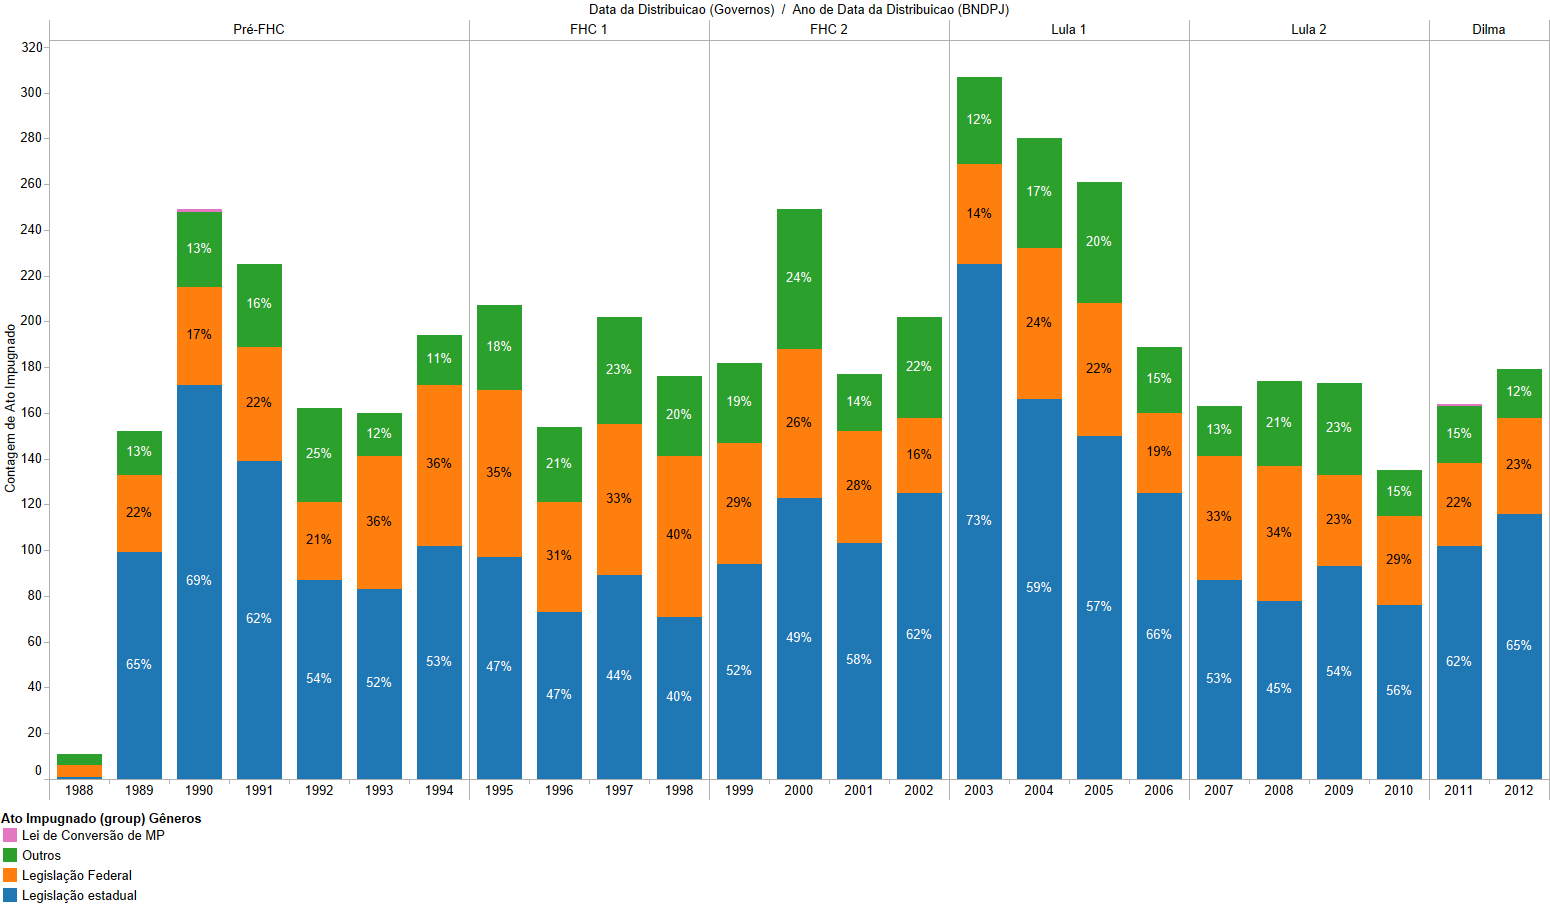 Data da Distribuicao (Governos) / Ano de Data da Distribuicao (BNDPJ)
Pré-FHC FHC 1 FHC 2 Lula 1 Lula 2 Dilma
Contagem de Ato Impugnado
320
300
280
260
240
220
200
180
160
140
120
100
80
60
40
20
0
65% 22% 13%
69% 17% 13%
62% 22% 16%
54% 21% 25%
52% 36% 12%
53% 36% 11%
47% 35% 18%
47% 31% 21%
44% 33% 23%
40% 40% 20%
52% 29% 19%
49% 26% 24%
58% 28% 14%
62% 16% 22%
73% 14% 12%
59% 24% 17%
57% 22% 20%
66% 19% 15%
53% 33% 13%
45% 34% 21%
54% 23% 23%
56% 29% 15%
62% 22% 15%
65% 23% 12%
1988 1989 1990 1991 1992 1993 1994 1995 1996 1997 1998 1999 2000 2001 2002 2003 2004 2005 2006 2007 2008 2009 2010 2011 2012
Ato Impugnado (group) Gêneros
Lei de Conversão de MP
Outros
Legislação Federal
Legislação estadual